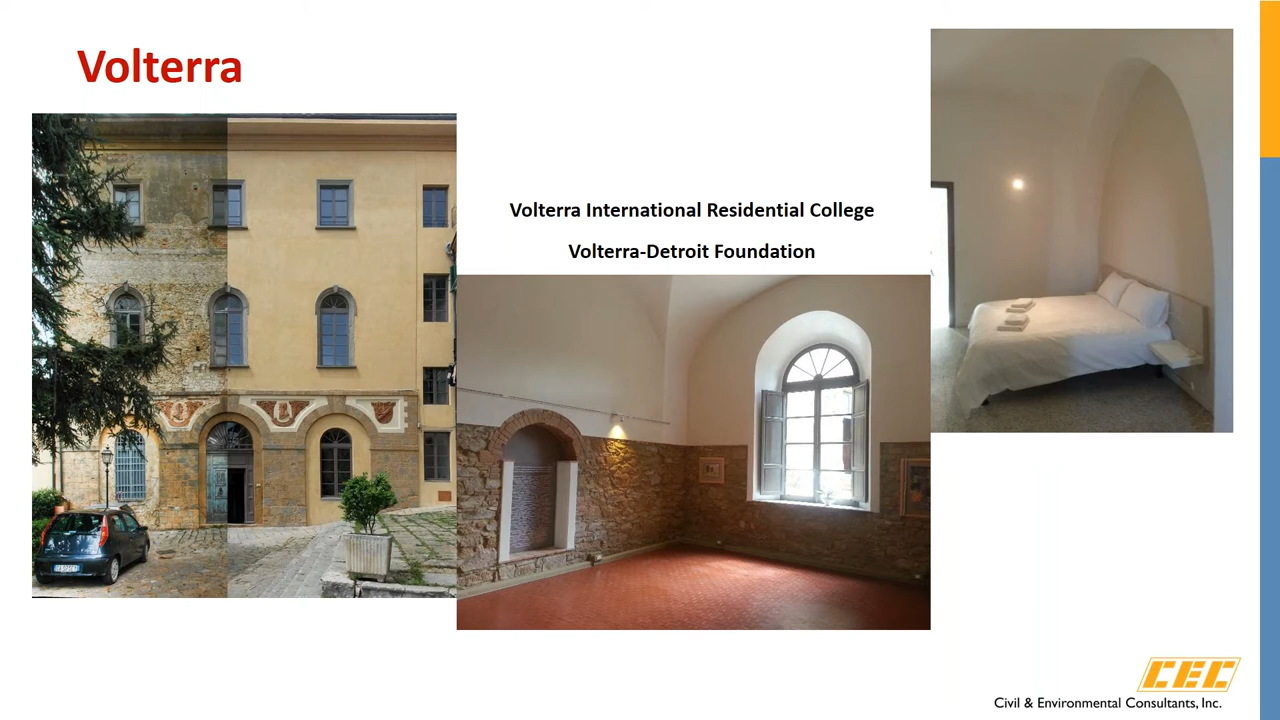 Volterra
Volterra International Residential College
Volterra-Detroit Foundation
CEC
Civil & Environmental Consultants, Inc.